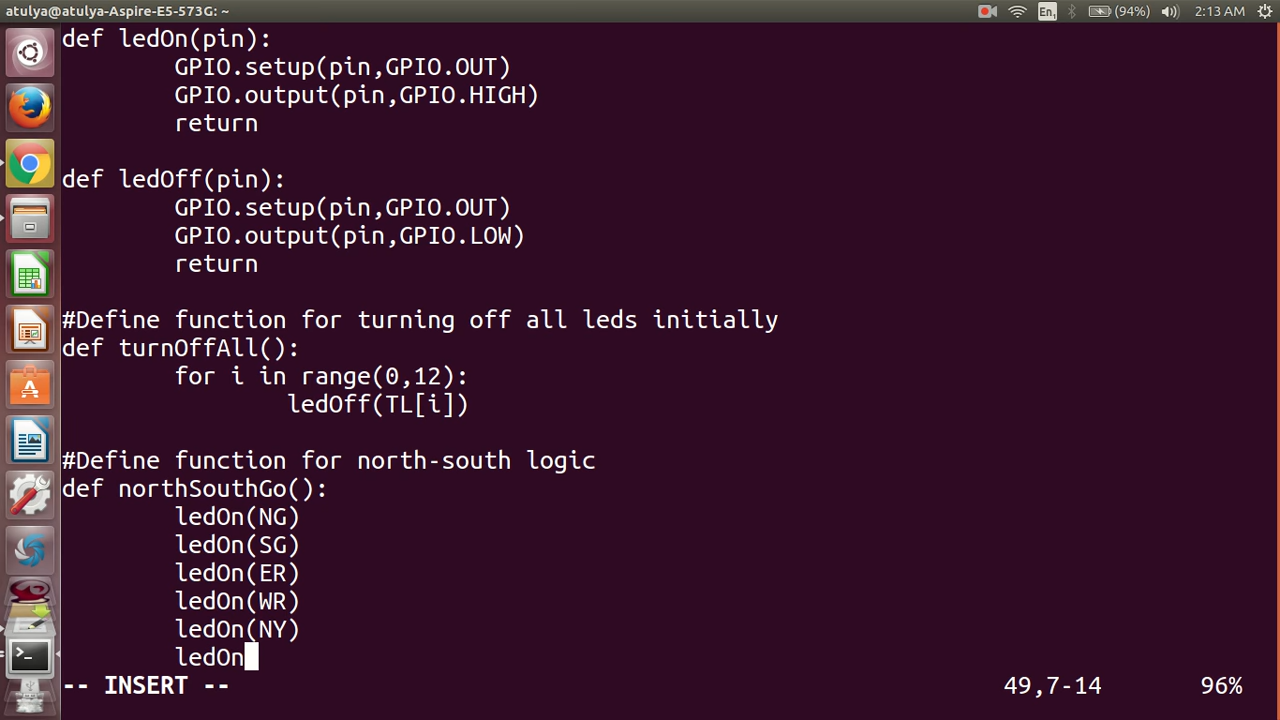 atulya@atulya-Aspire-E5-573G: ~
En1 (94%) 2:13 AM
def ledOn(pin):
GPIO.setup(pin,GPIO.OUT)
GPIO.output(pin,GPIO.HIGH)
return
def ledOff(pin):
GPIO.setup(pin,GPIO.OUT)
GPIO.output(pin,GPIO.LOW)
return
#Define function for turning off all leds initially
def turnOffAll():
for i in range(0,12):
ledOff(TL[i])
#Define function for north-south logic
def northSouthGo():
ledOn(NG)
ledOn(SG)
ledOn(ER)
ledOn(WR)
ledOn(NY)
ledOn
-- INSERT -- 49,7-14 96%